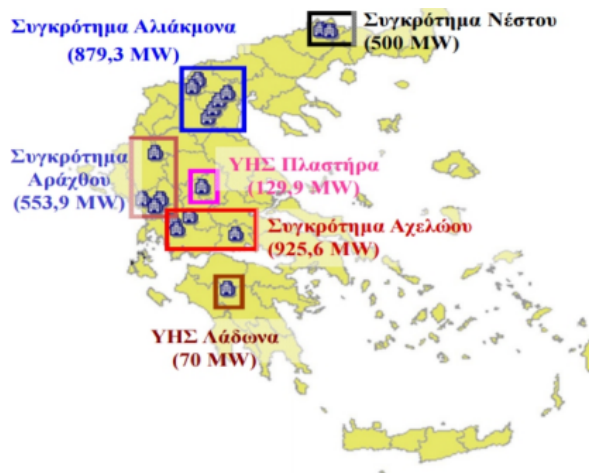 Συγκρότημα Αλιάκμονα
(879,3 MW)
Συγκρότημα Νέστου
(500 MW)
Συγκρότημα
Αράχθου
(553,9 MW)
ΥΗΣ Πλαστήρα
(129,9 MW)
Συγκρότημα Αχελώου
(925,6 MW)
ΥΗΣ Λάδωνα
(70 MW)